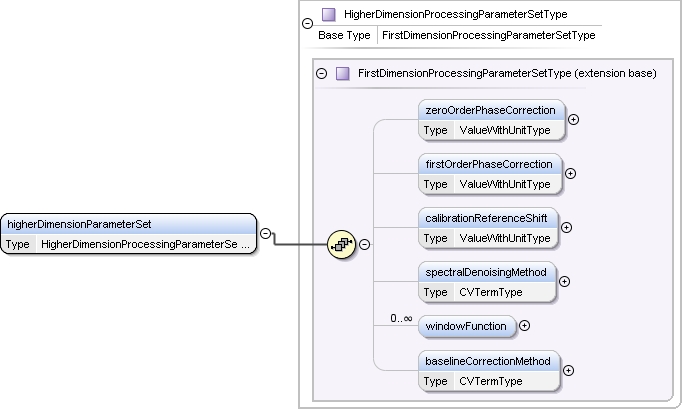 HigherDimensionProcessingParameterSetType
Base Type FirstDimensionProcessingParameterSetType
FirstDimensionProcessingParameterSetType (extension base)
zeroOrderPhaseCorrection
Type ValueWithUnitType
firstOrderPhaseCorrection
Type ValueWithUnitType
higherDimensionParameterSet
Type HigherDimensionProcessingParameterSe ...
calibrationReferenceShift
Type ValueWithUnitType
spectralDenoisingMethod
Type CVTermType
0..∞
windowFunction
baselineCorrectionMethod
Type CVTermType